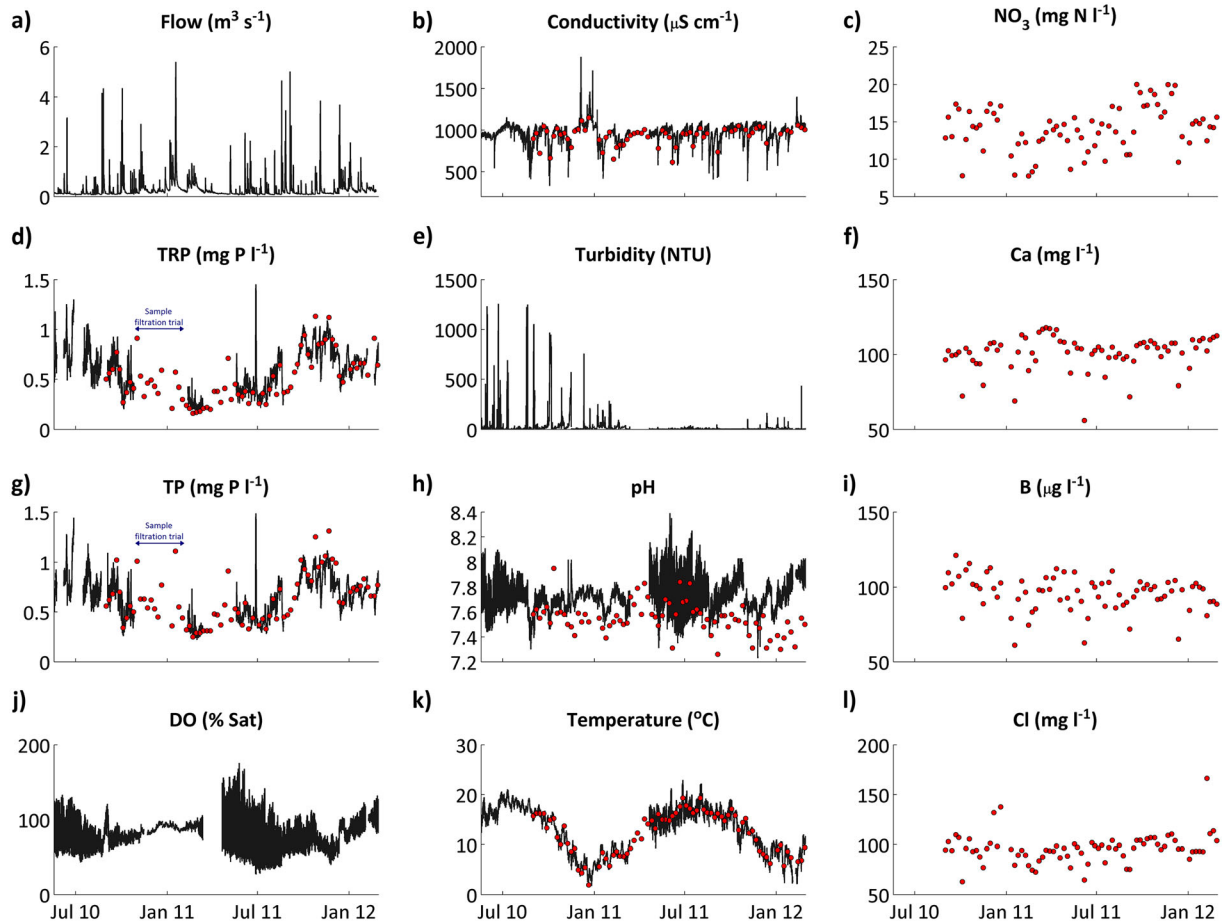 a) Flow (m³ s⁻¹)
6
4
2
0
b) Conductivity (μS cm⁻¹)
2000
1500
1000
500
c) NO₃ (mg N l⁻¹)
25
20
15
10
5
d) TRP (mg P l⁻¹)
1.5
1
0.5
0
Sample
filtration trial
e) Turbidity (NTU)
1500
1000
500
0
f) Ca (mg l⁻¹)
150
100
50
g) TP (mg P l⁻¹)
1.5
1
0.5
0
Sample
filtration trial
h) pH
8.4
8.2
8
7.8
7.6
7.4
7.2
i) B (μg l⁻¹)
150
100
50
j) DO (% Sat)
200
100
0
Jul 10 Jan 11 Jul 11 Jan 12
k) Temperature (ºC)
30
20
10
0
Jul 10 Jan 11 Jul 11 Jan 12
l) Cl (mg l⁻¹)
200
150
100
50
Jul 10 Jan 11 Jul 11 Jan 12